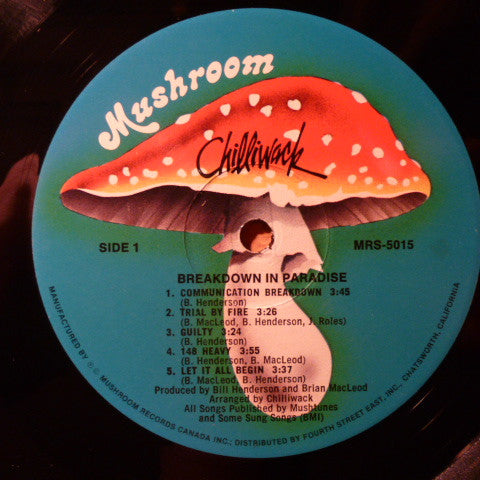 Mushroom
Chilliwack
SIDE 1
MRS-5015
BREAKDOWN IN PARADISE
1. COMMUNICATION BREAKDOWN 3:45
(B. Henderson)
2. TRIAL BY FIRE 3:26
(B. MacLeod, B. Henderson, J. Roles)
3. GUILTY 3:24
(B. Henderson)
4. 148 HEAVY 3:55
(B. Henderson, B. MacLeod)
5. LET IT ALL BEGIN 3:37
(B. MacLeod, B. Henderson)
Produced by Bill Henderson and Brian MacLeod
Arranged by Chilliwack
All Songs Published by Mushtunes
and Some Sung Songs (BMI)
MANUFACTURED BY MUSHROOM RECORDS CANADA INC.; DISTRIBUTED BY FOURTH STREET EAST, INC., CHATSWORTH, CALIFORNIA